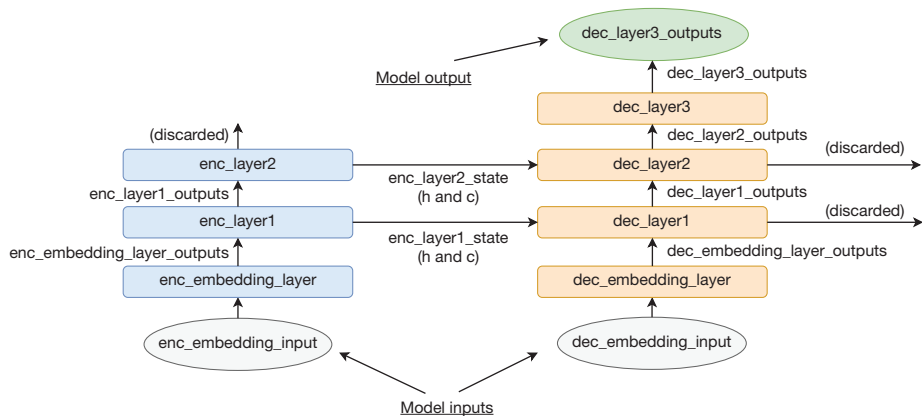 dec_layer3_outputs
Model output
dec_layer3_outputs
dec_layer3
(discarded)
dec_layer2_outputs
enc_layer2
dec_layer2
(discarded)
enc_layer1_outputs
enc_layer2_state
(h and c)
dec_layer1_outputs
enc_layer1
dec_layer1
(discarded)
enc_embedding_layer_outputs
enc_layer1_state
(h and c)
dec_embedding_layer_outputs
enc_embedding_layer
dec_embedding_layer
enc_embedding_input
dec_embedding_input
Model inputs